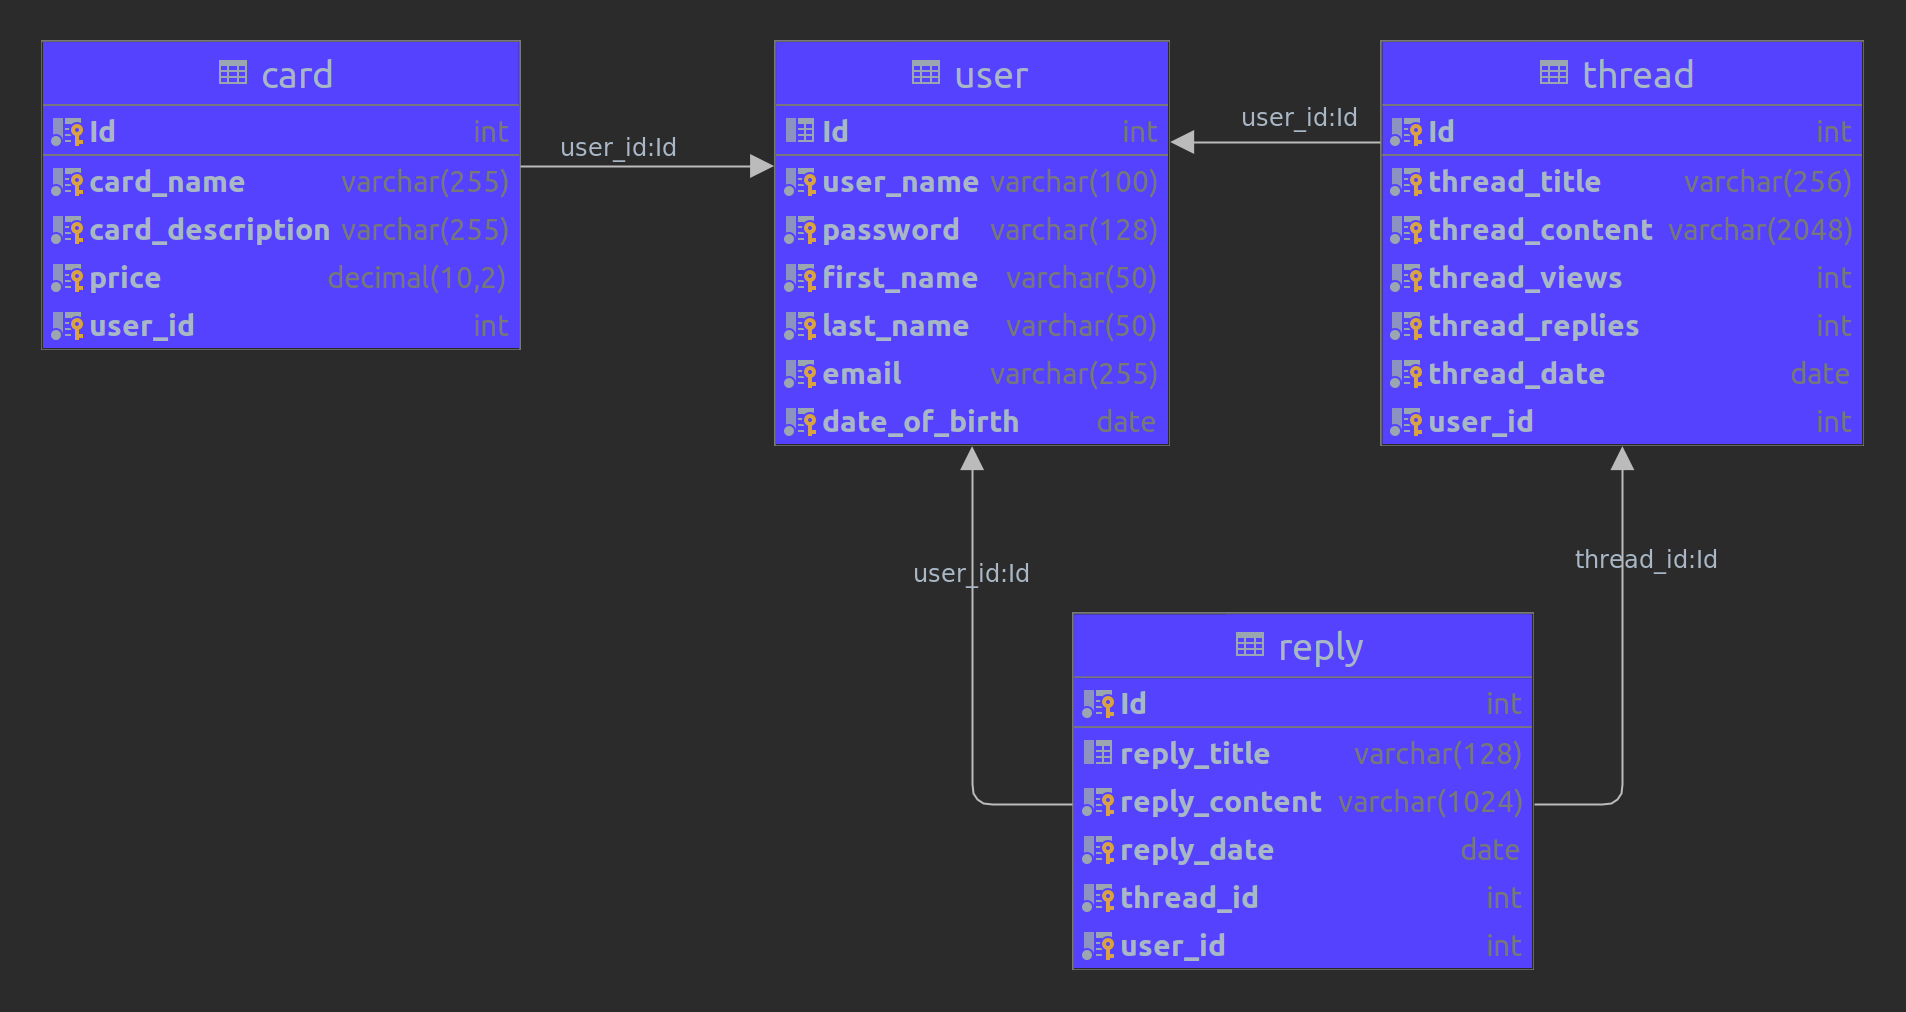 card
Id int
card_name varchar(255)
card_description varchar(255)
price decimal(10,2)
user_id int
user_id:Id
user
Id int
user_name varchar(100)
password varchar(128)
first_name varchar(50)
last_name varchar(50)
email varchar(255)
date_of_birth date
user_id:Id
thread
Id int
thread_title varchar(256)
thread_content varchar(2048)
thread_views int
thread_replies int
thread_date date
user_id int
user_id:Id
thread_id:Id
reply
Id int
reply_title varchar(128)
reply_content varchar(1024)
reply_date date
thread_id int
user_id int